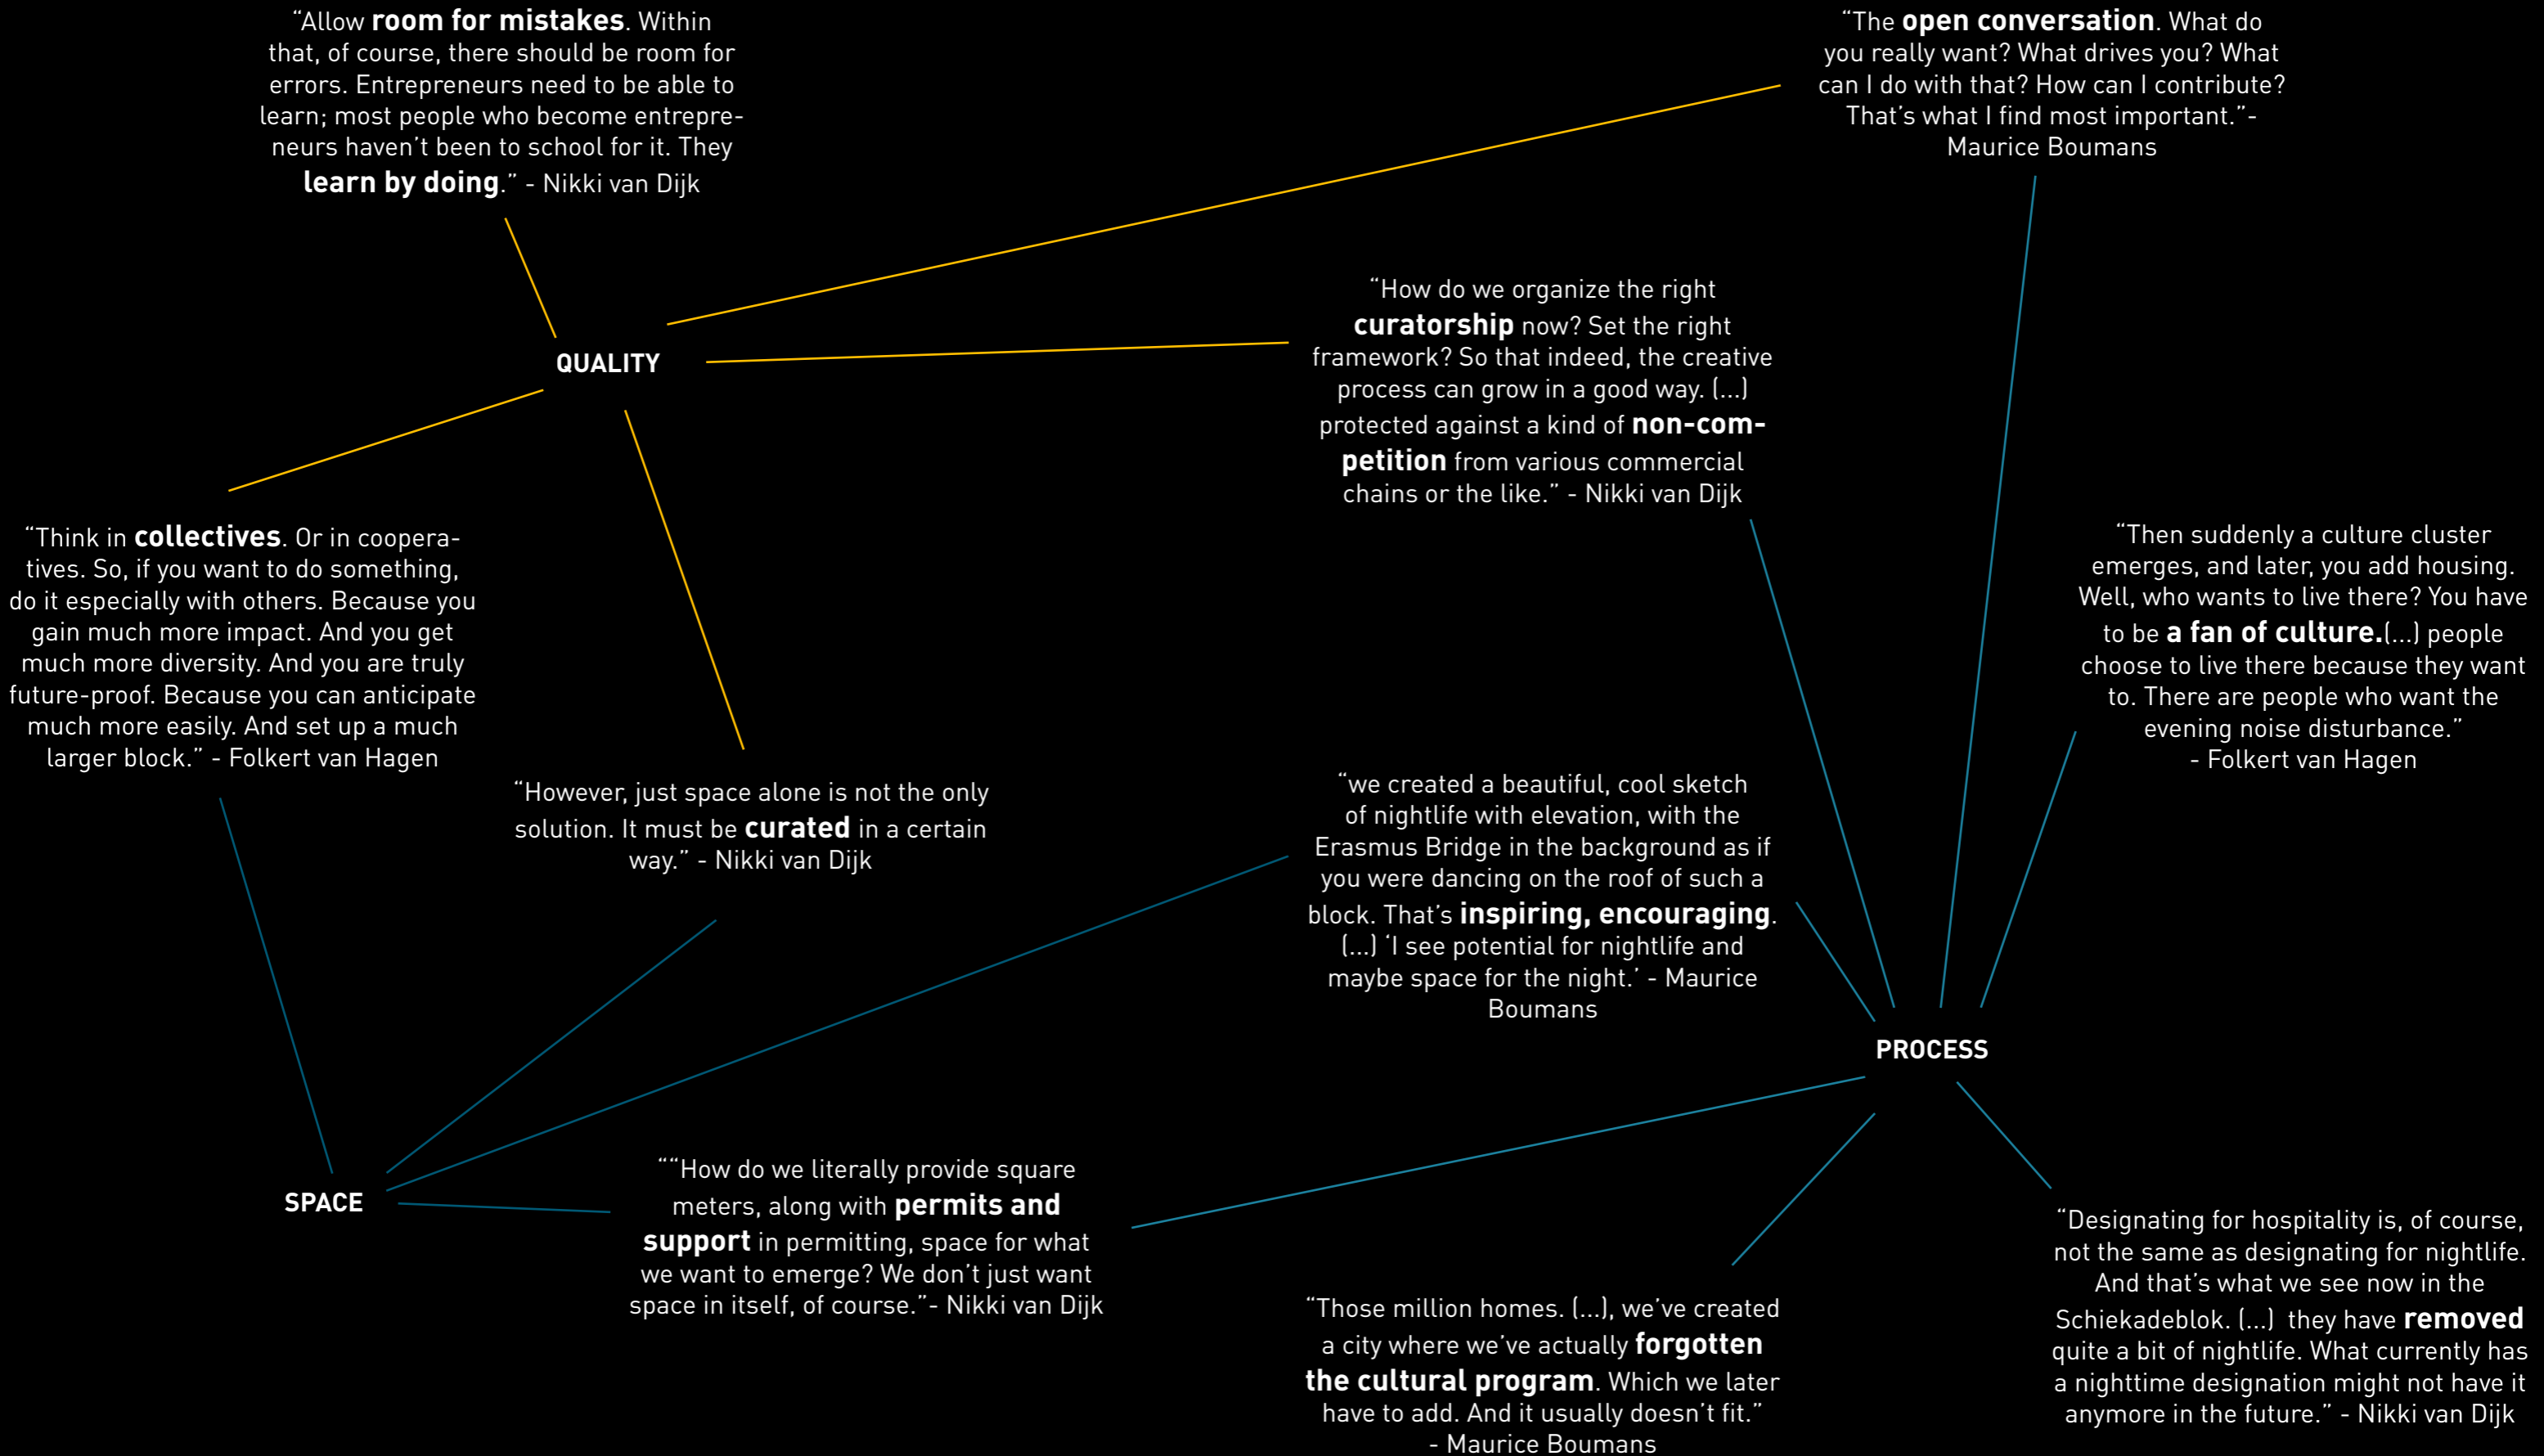 “Allow room for mistakes. Within
that, of course, there should be room for
errors. Entrepreneurs need to be able to
learn; most people who become entrepre-
neurs haven’t been to school for it. They
learn by doing.” - Nikki van Dijk
“The open conversation. What do
you really want? What drives you? What
can I do with that? How can I contribute?
That’s what I find most important.”-
Maurice Boumans
QUALITY
“How do we organize the right
curatorship now? Set the right
framework? So that indeed, the creative
process can grow in a good way. (...)
protected against a kind of non-com-
petition from various commercial
chains or the like.” - Nikki van Dijk
“Think in collectives. Or in coopera-
tives. So, if you want to do something,
do it especially with others. Because you
gain much more impact. And you get
much more diversity. And you are truly
future-proof. Because you can anticipate
much more easily. And set up a much
larger block.” - Folkert van Hagen
“Then suddenly a culture cluster
emerges, and later, you add housing.
Well, who wants to live there? You have
to be a fan of culture.(...) people
choose to live there because they want
to. There are people who want the
evening noise disturbance.”
- Folkert van Hagen
“However, just space alone is not the only
solution. It must be curated in a certain
way.” - Nikki van Dijk
“we created a beautiful, cool sketch
of nightlife with elevation, with the
Erasmus Bridge in the background as if
you were dancing on the roof of such a
block. That’s inspiring, encouraging.
(...) ‘I see potential for nightlife and
maybe space for the night.’ - Maurice
Boumans
PROCESS
SPACE
““How do we literally provide square
meters, along with permits and
support in permitting, space for what
we want to emerge? We don’t just want
space in itself, of course.”- Nikki van Dijk
“Those million homes. (...), we’ve created
a city where we’ve actually forgotten
the cultural program. Which we later
have to add. And it usually doesn’t fit.”
- Maurice Boumans
“Designating for hospitality is, of course,
not the same as designating for nightlife.
And that’s what we see now in the
Schiekadeblok. (...) they have removed
quite a bit of nightlife. What currently has
a nighttime designation might not have it
anymore in the future.” - Nikki van Dijk